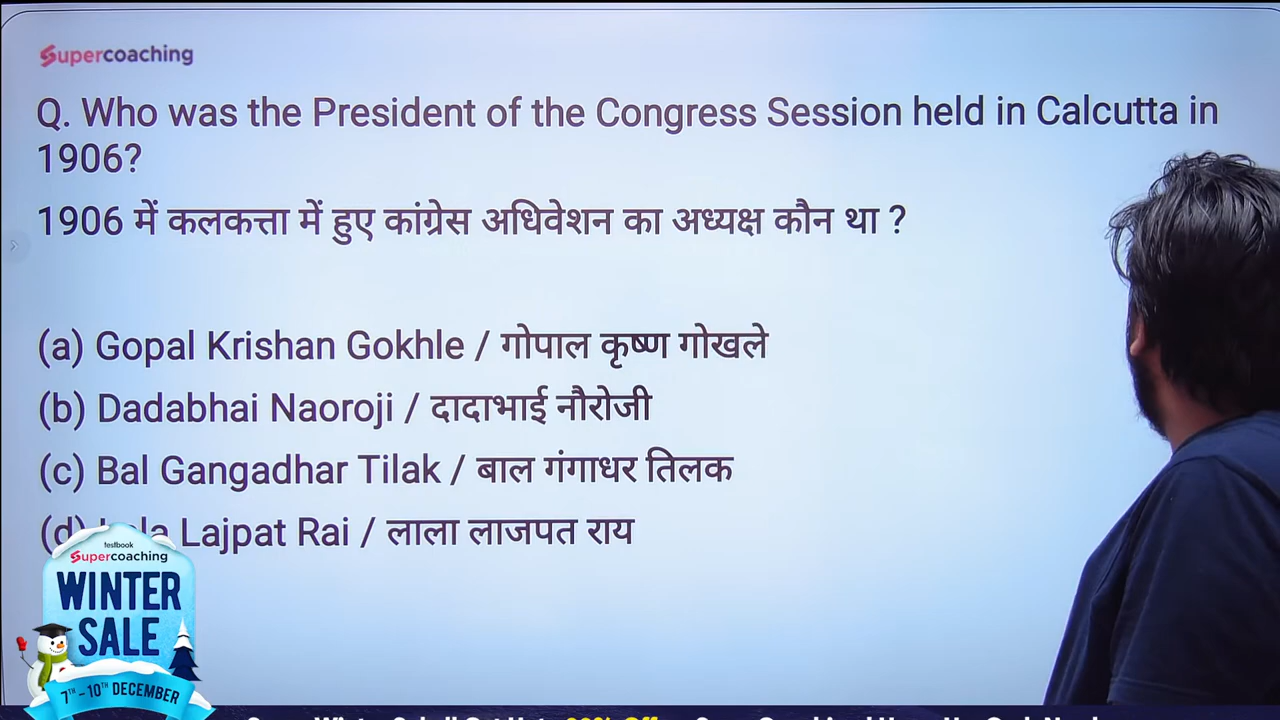 Supercoaching
Q. Who was the President of the Congress Session held in Calcutta in
1906?
1906 में कलकत्ता में हुए कांग्रेस अधिवेशन का अध्यक्ष कौन था ?
(a) Gopal Krishan Gokhle / गोपाल कृष्ण गोखले
(b) Dadabhai Naoroji / दादाभाई नौरोजी
(c) Bal Gangadhar Tilak / बाल गंगाधर तिलक
(d) Lajpat Rai / लाला लाजपत राय
testbook
Supercoaching
WINTER
SALE
7TH - 10TH DECEMBER